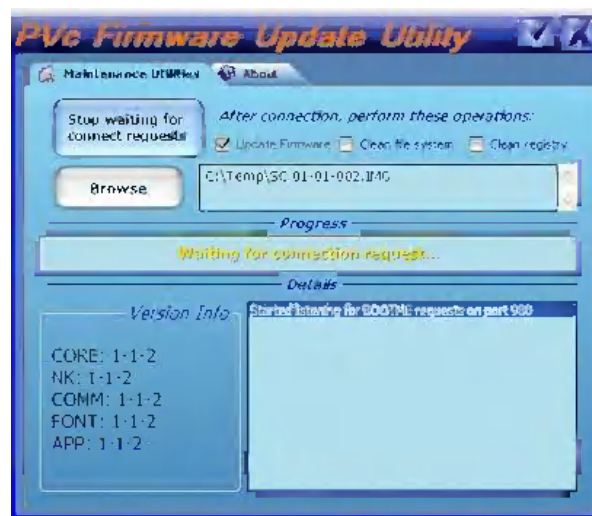 PVc Firmware Update Utility
Maintenance Utilities About
Stop waiting for
connect requests
After connection, perform these operations:
Update Firmware Clean file system Clean registry
Browse
C:\Temp\SC 01-01-002.IMG
Progress
Waiting for connection request...
Details
Version Info
Started listening for BOOTME requests on port 980
CORE: 1-1-2
NK: 1-1-2
COMM: 1-1-2
FONT: 1-1-2
APP: 1-1-2